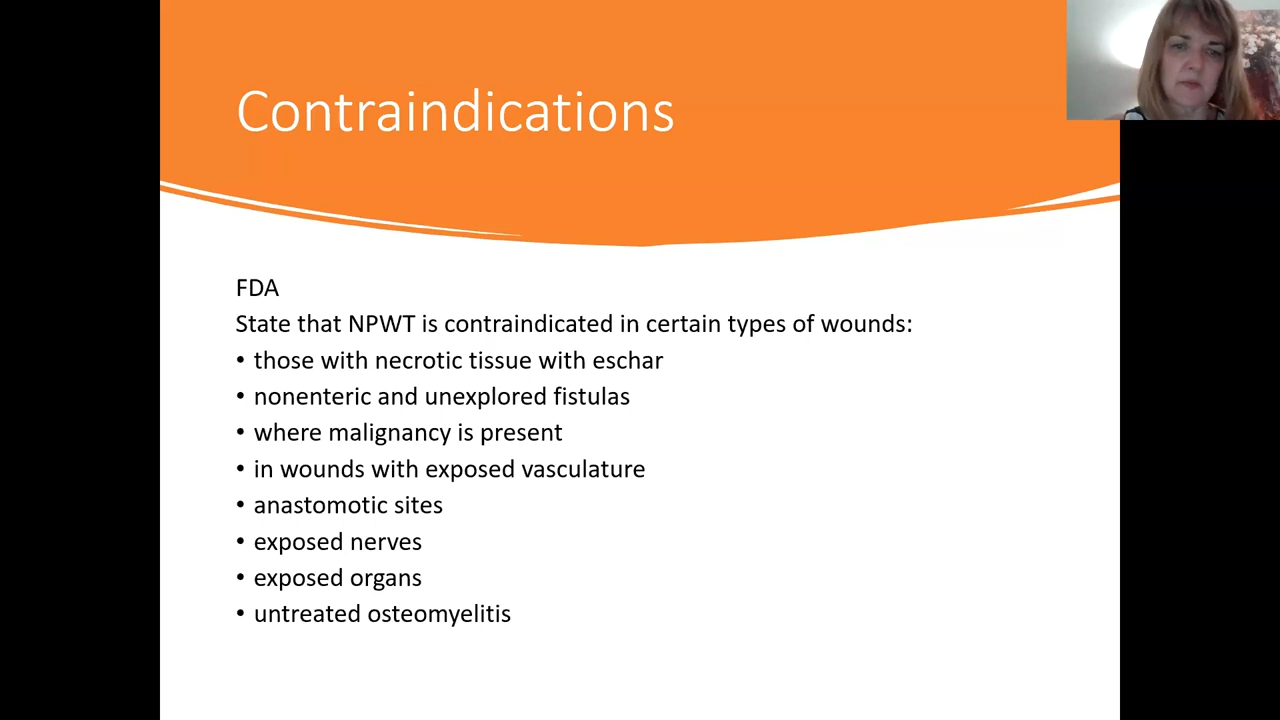 Contraindications
FDA
State that NPWT is contraindicated in certain types of wounds:
• those with necrotic tissue with eschar
• nonenteric and unexplored fistulas
• where malignancy is present
• in wounds with exposed vasculature
• anastomotic sites
• exposed nerves
• exposed organs
• untreated osteomyelitis